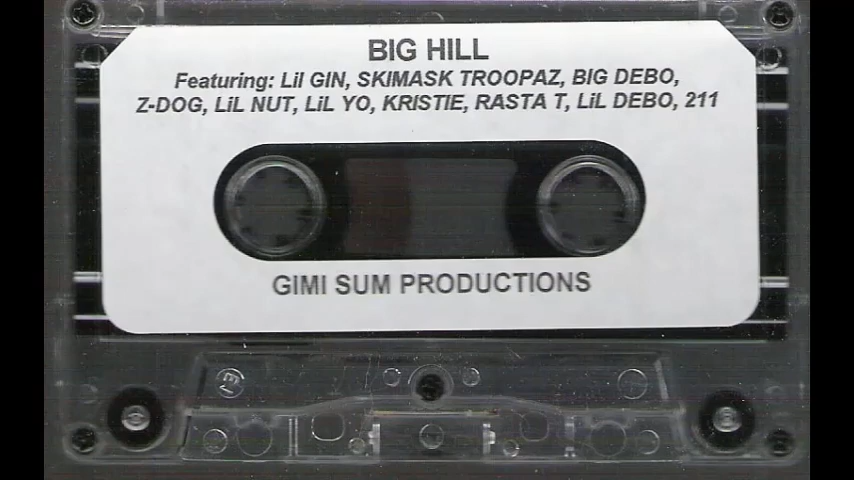 BIG HILL
Featuring: LiL GIN, SKIMASK TROOPAZ, BIG DEBO,
Z-DOG, LiL NUT, LiL YO, KRISTIE, RASTA T, LiL DEBO, 211
GiMI SUM PRODUCTIONS